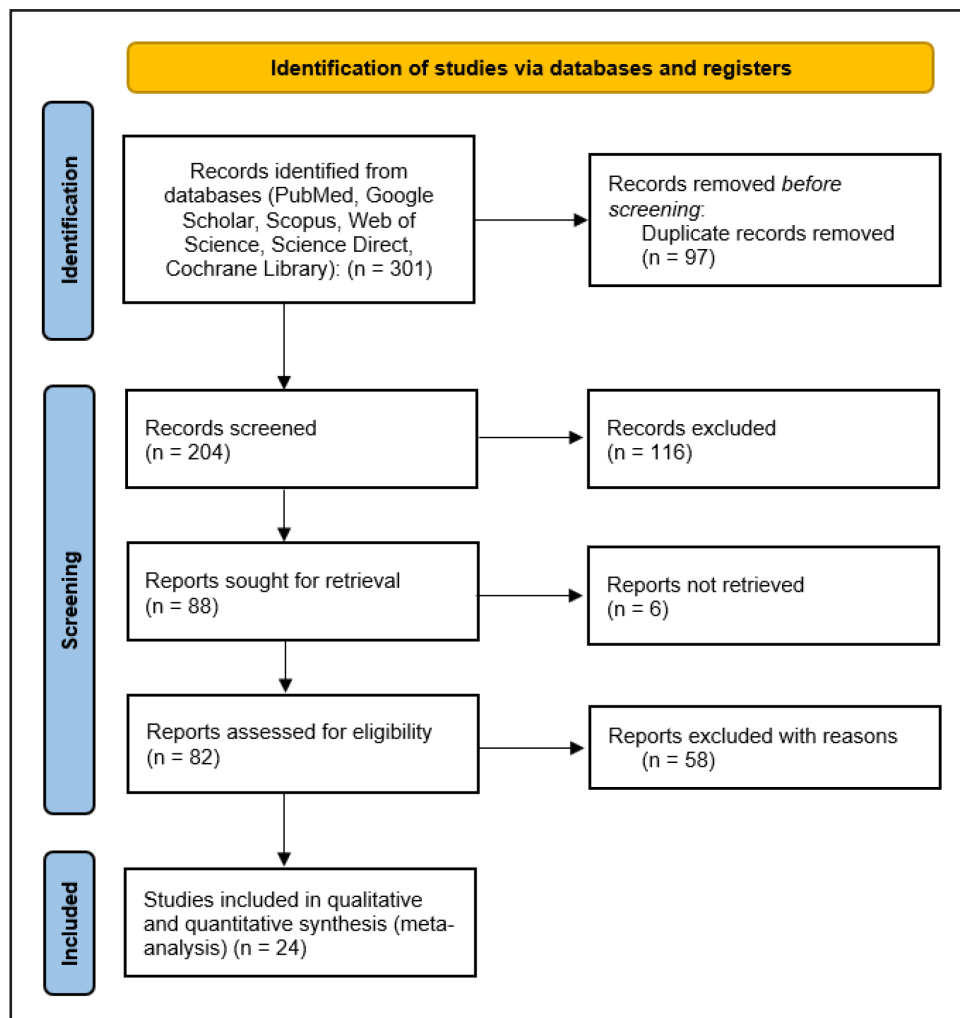 Identification of studies via databases and registers
Identification
Records identified from
databases (PubMed, Google
Scholar, Scopus, Web of
Science, Science Direct,
Cochrane Library): (n = 301)
Records removed before
screening:
Duplicate records removed
(n = 97)
Screening
Records screened
(n = 204)
Records excluded
(n = 116)
Reports sought for retrieval
(n = 88)
Reports not retrieved
(n = 6)
Reports assessed for eligibility
(n = 82)
Reports excluded with reasons
(n = 58)
Included
Studies included in qualitative
and quantitative synthesis (meta-
analysis) (n = 24)